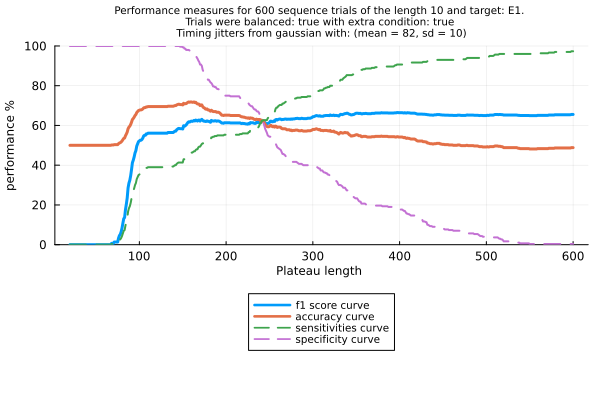 Performance measures for 600 sequence trials of the length 10 and target: E1.
Trials were balanced: true with extra condition: true
Timing jitters from gaussian with: (mean = 82, sd = 10)
100
80
60
40
20
0
performance %
100 200 300 400 500 600
Plateau length
f1 score curve
accuracy curve
sensitivities curve
specificity curve